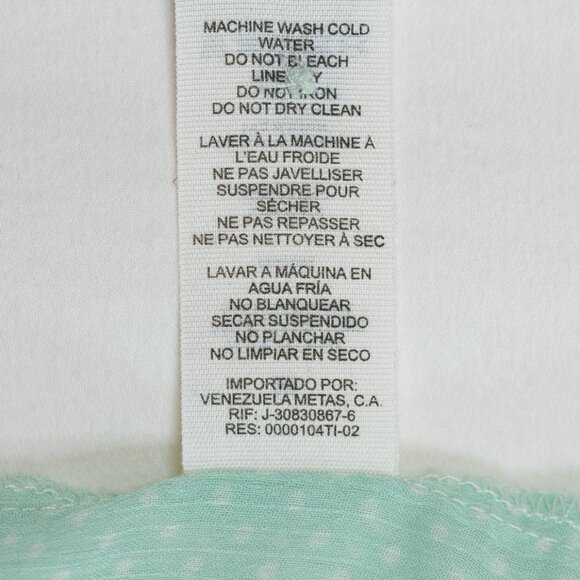 MACHINE WASH COLD
WATER
DO NOT BLEACH
LINE DRY
DO NOT IRON
DO NOT DRY CLEAN
LAVER À LA MACHINE À
L'EAU FROIDE
NE PAS JAVELLISER
SUSPENDRE POUR
SÉCHER
NE PAS REPASSER
NE PAS NETTOYER À SEC
LAVAR A MÁQUINA EN
AGUA FRÍA
NO BLANQUEAR
SECAR SUSPENDIDO
NO PLANCHAR
NO LIMPIAR EN SECO
IMPORTADO POR:
VENEZUELA METAS, C.A.
RIF: J-30830867-6
RES: 0000104TI-02